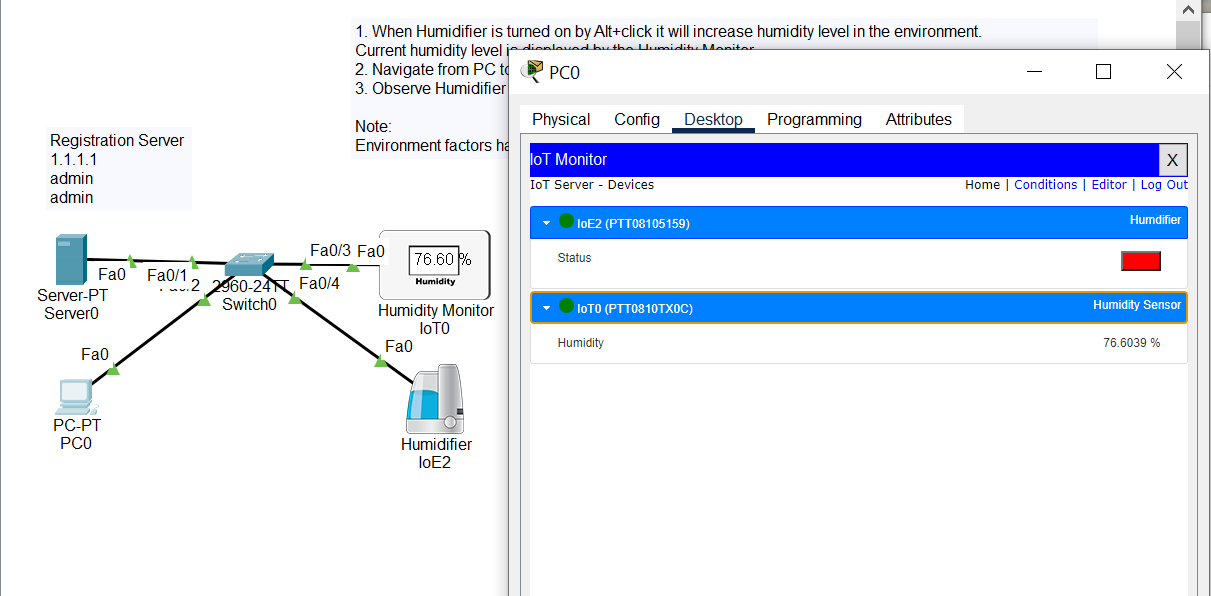 1. When Humidifier is turned on by Alt+click it will increase humidity level in the environment.
Current humidity level is displayed by the Humidity Monitor
2. Navigate from PC to
3. Observe Humidifier
Note:
Environment factors ha
Registration Server
1.1.1.1
admin
admin
Fa0
Fa0/1
Fa0/2
Fa0/3
Fa0
Fa0/4
2960-24TT
Switch0
Server-PT
Server0
76.60 %
Humidity
Humidity Monitor
IoT0
Fa0
PC-PT
PC0
Fa0
Humidifier
IoE2
PC0
Physical Config Desktop Programming Attributes
IoT Monitor X
IoT Server - Devices Home | Conditions | Editor | Log Out
IoE2 (PTT08105159) Humdifier
Status
IoT0 (PTT0810TX0C) Humidity Sensor
Humidity 76.6039 %